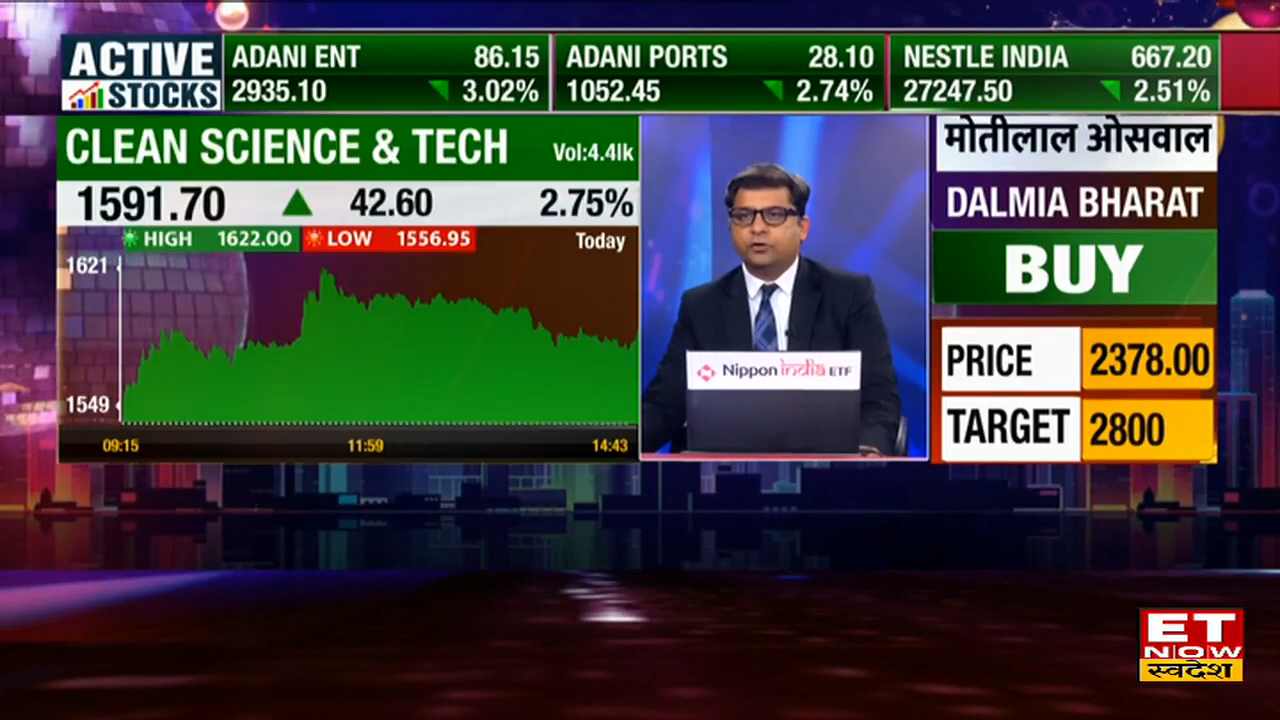 ACTIVE STOCKS
ADANI ENT 86.15
2935.10 3.02%
ADANI PORTS 28.10
1052.45 2.74%
NESTLE INDIA 667.20
27247.50 2.51%
CLEAN SCIENCE & TECH Vol:4.4lk
1591.70 42.60 2.75%
HIGH 1622.00 LOW 1556.95 Today
1621
1549
09:15 11:59 14:43
Nippon india ETF
मोतीलाल ओसवाल
DALMIA BHARAT
BUY
PRICE 2378.00
TARGET 2800
ET
NOW
स्वदेश